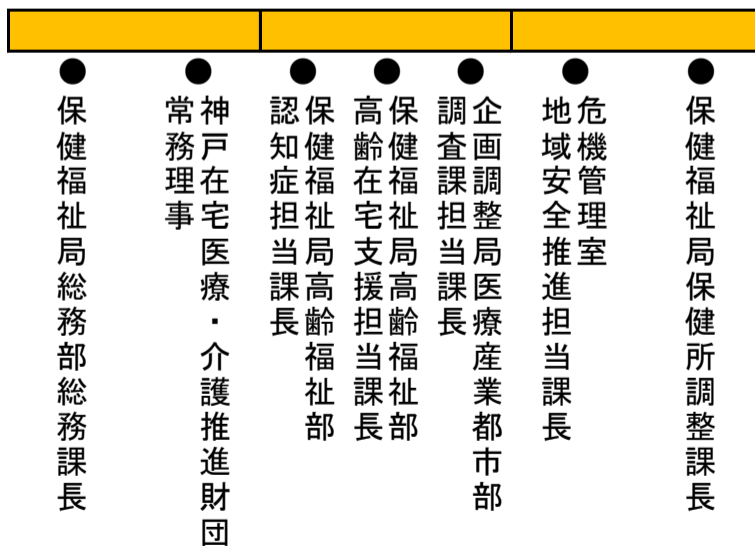 ●保健福祉局保健所調整課長
●危機管理室
地域安全推進担当課長
●企画調整局医療産業都市部
調査課担当課長
●保健福祉局高齢福祉部
高齢在宅支援担当課長
●保健福祉局高齢福祉部
認知症担当課長
●神戸在宅医療・介護推進財団
常務理事
●保健福祉局総務部総務課長